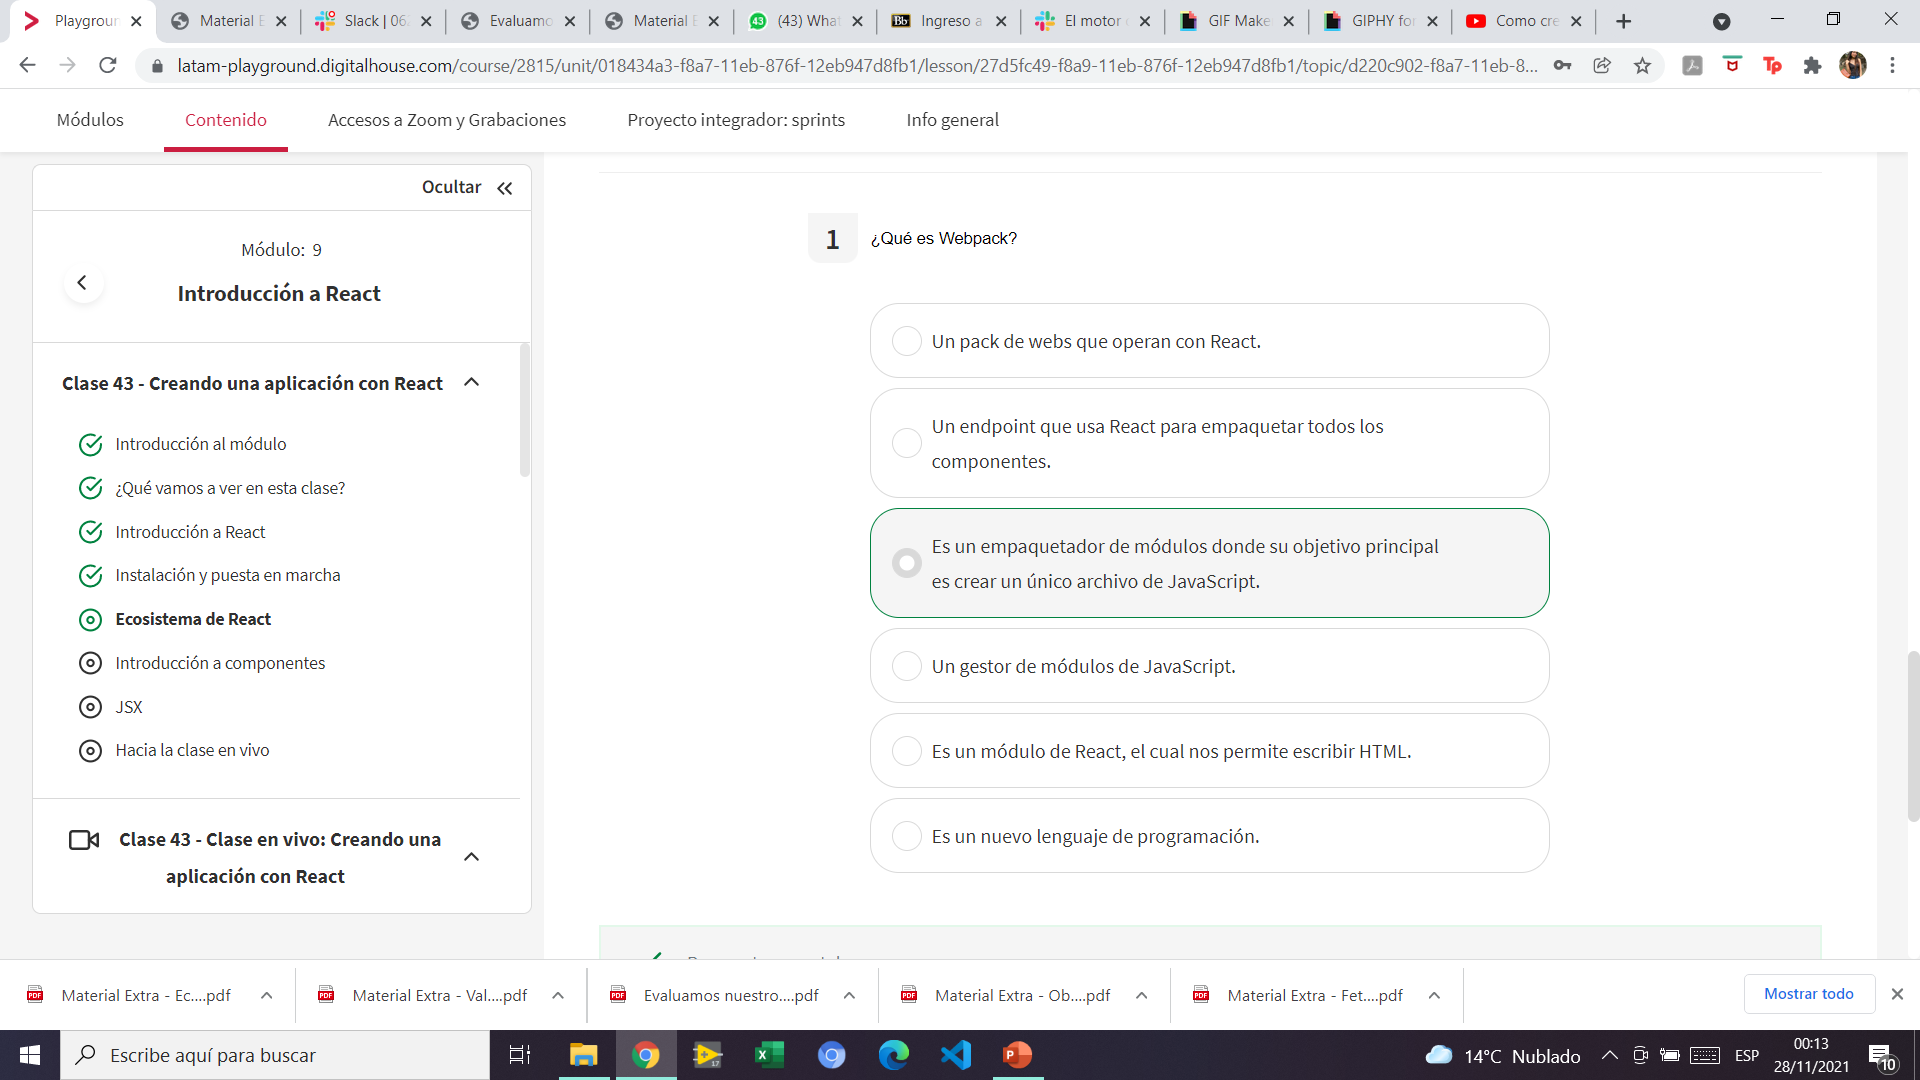 Playgroun
Material E
Slack | 062
Evaluamo
Material E
(43) What
Ingreso a
El motor
GIF Make
GIPHY for
Como cre
latam-playground.digitalhouse.com/course/2815/unit/018434a3-f8a7-11eb-876f-12eb947d8fb1/lesson/27d5fc49-f8a9-11eb-876f-12eb947d8fb1/topic/d220c902-f8a7-11eb-8...
Módulos
Contenido
Accesos a Zoom y Grabaciones
Proyecto integrador: sprints
Info general
Ocultar
Módulo: 9
Introducción a React
Clase 43 - Creando una aplicación con React
Introducción al módulo
¿Qué vamos a ver en esta clase?
Introducción a React
Instalación y puesta en marcha
Ecosistema de React
Introducción a componentes
JSX
Hacia la clase en vivo
Clase 43 - Clase en vivo: Creando una
aplicación con React
1
¿Qué es Webpack?
Un pack de webs que operan con React.
Un endpoint que usa React para empaquetar todos los
componentes.
Es un empaquetador de módulos donde su objetivo principal
es crear un único archivo de JavaScript.
Un gestor de módulos de JavaScript.
Es un módulo de React, el cual nos permite escribir HTML.
Es un nuevo lenguaje de programación.
Material Extra - Ec....pdf
Material Extra - Val....pdf
Evaluamos nuestro....pdf
Material Extra - Ob....pdf
Material Extra - Fet....pdf
Mostrar todo
Escribe aquí para buscar
14°C Nublado
ESP
00:13
28/11/2021
10